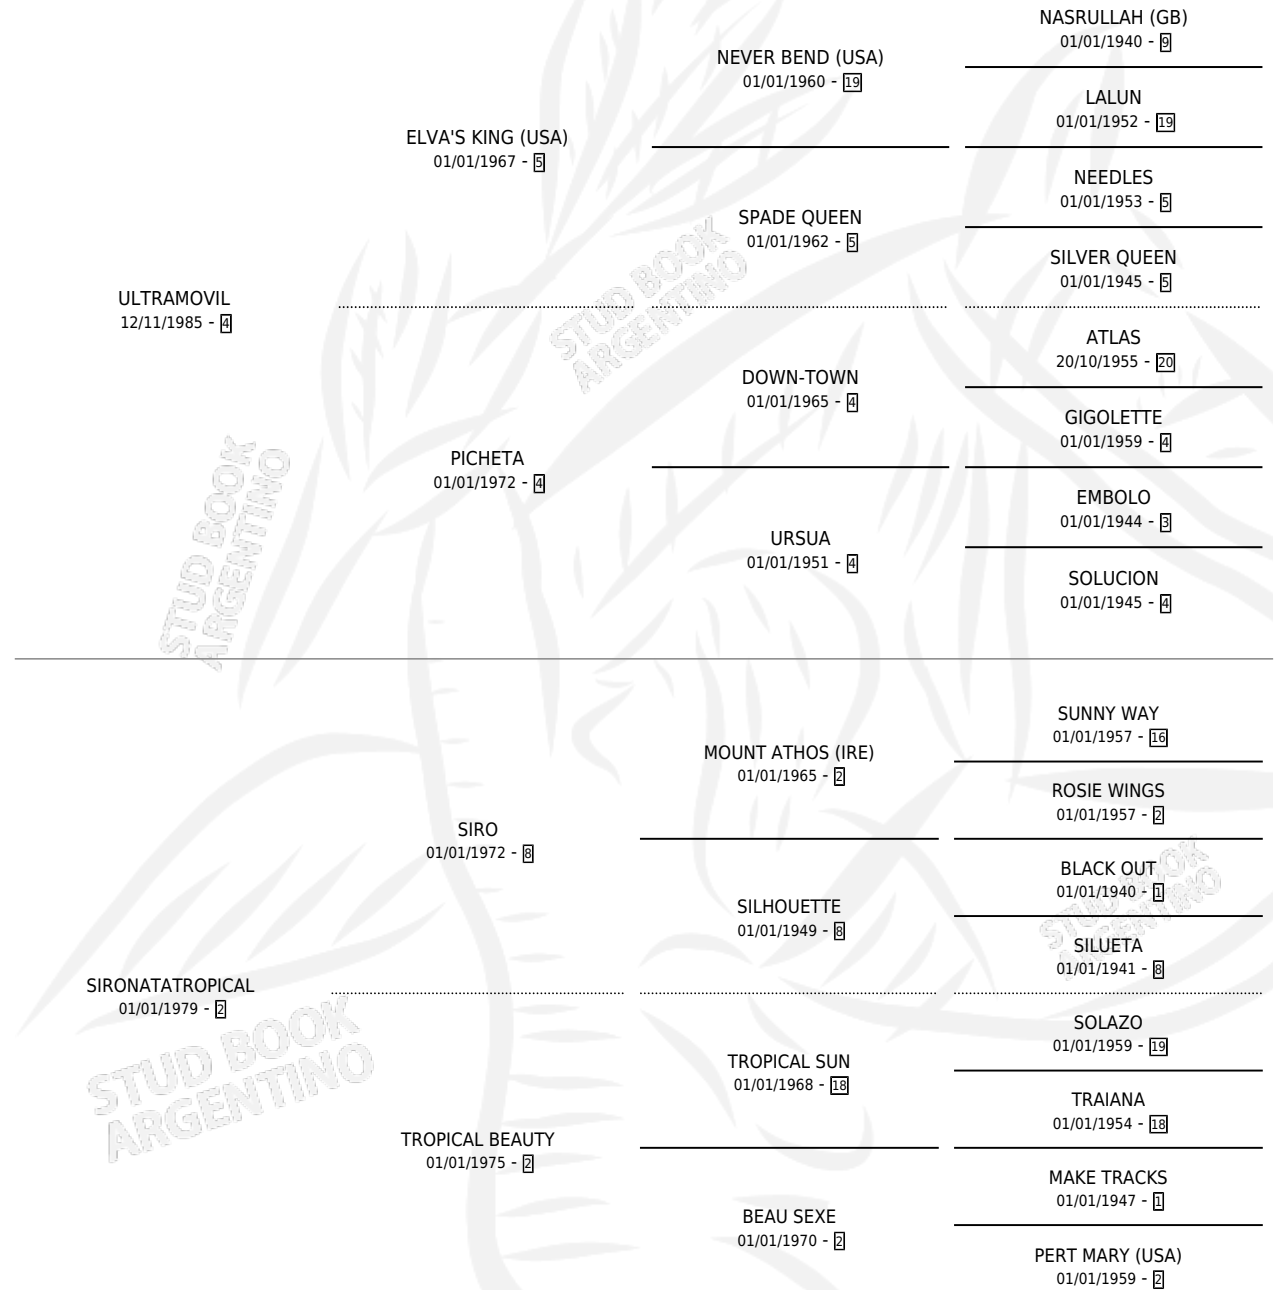 NASRULLAH (GB)
01/01/1940 - 9
NEVER BEND (USA)
01/01/1960 - 19
LALUN
01/01/1952 - 19
ELVA'S KING (USA)
01/01/1967 - 5
NEEDLES
01/01/1953 - 5
SPADE QUEEN
01/01/1962 - 5
SILVER QUEEN
01/01/1945 - 5
ULTRAMOVIL
12/11/1985 - 4
ATLAS
20/10/1955 - 20
DOWN-TOWN
01/01/1965 - 4
GIGOLETTE
01/01/1959 - 4
PICHETA
01/01/1972 - 4
EMBOLO
01/01/1944 - 3
URSUA
01/01/1951 - 4
SOLUCION
01/01/1945 - 4
SUNNY WAY
01/01/1957 - 16
MOUNT ATHOS (IRE)
01/01/1965 - 2
ROSIE WINGS
01/01/1957 - 2
SIRO
01/01/1972 - 8
BLACK OUT
01/01/1940 - 1
SILHOUETTE
01/01/1949 - 8
SILUETA
01/01/1941 - 8
SIRONATATROPICAL
01/01/1979 - 2
SOLAZO
01/01/1959 - 19
TROPICAL SUN
01/01/1968 - 18
TRAIANA
01/01/1954 - 18
TROPICAL BEAUTY
01/01/1975 - 2
MAKE TRACKS
01/01/1947 - 1
BEAU SEXE
01/01/1970 - 2
PERT MARY (USA)
01/01/1959 - 2
STUD BOOK
ARGENTINO
STUD BOOK
ARGENTINO
STUD BOOK
ARGENTINO
STUD BOOK
ARGENTINO